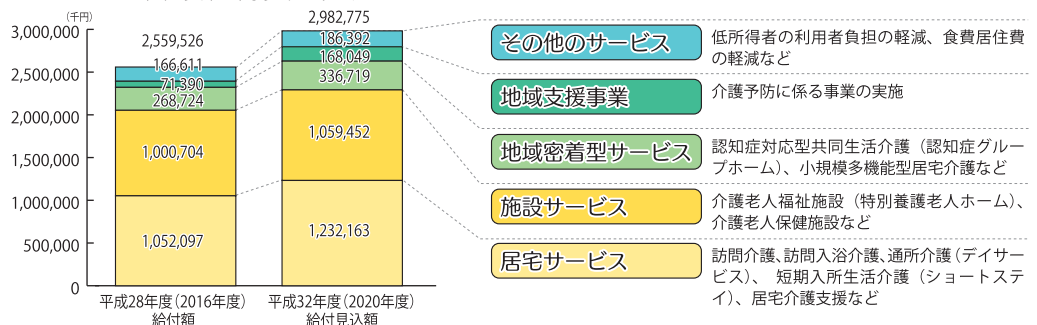 (千円)
3,000,000
2,500,000
2,000,000
1,500,000
1,000,000
500,000
0
2,559,526
166,611
71,390
268,724
1,000,704
1,052,097
平成28年度(2016年度)
給付額
2,982,775
186,392
168,049
336,719
1,059,452
1,232,163
平成32年度(2020年度)
給付見込額
その他のサービス
低所得者の利用者負担の軽減、食費居住費
の軽減など
地域支援事業
介護予防に係る事業の実施
地域密着型サービス
認知症対応型共同生活介護(認知症グルー
プホーム)、小規模多機能型居宅介護など
施設サービス
介護老人福祉施設(特別養護老人ホーム)、
介護老人保健施設など
居宅サービス
訪問介護、訪問入浴介護、通所介護(デイサー
ビス)、 短期入所生活介護(ショートステ
イ)、居宅介護支援など